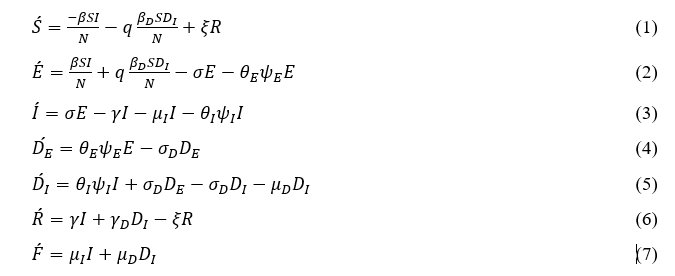 Ś = −βSI/N − q β_D SD_I/N + ξR (1)
É = βSI/N + q β_D SD_I/N − σE − θ_E ψ_E E (2)
Í = σE − γI − μ_I I − θ_I ψ_I I (3)
D́_E = θ_E ψ_E E − σ_D D_E (4)
D́_I = θ_I ψ_I I + σ_D D_E − σ_D D_I − μ_D D_I (5)
Ŕ = γI + γ_D D_I − ξR (6)
F́ = μ_I I + μ_D D_I (7)